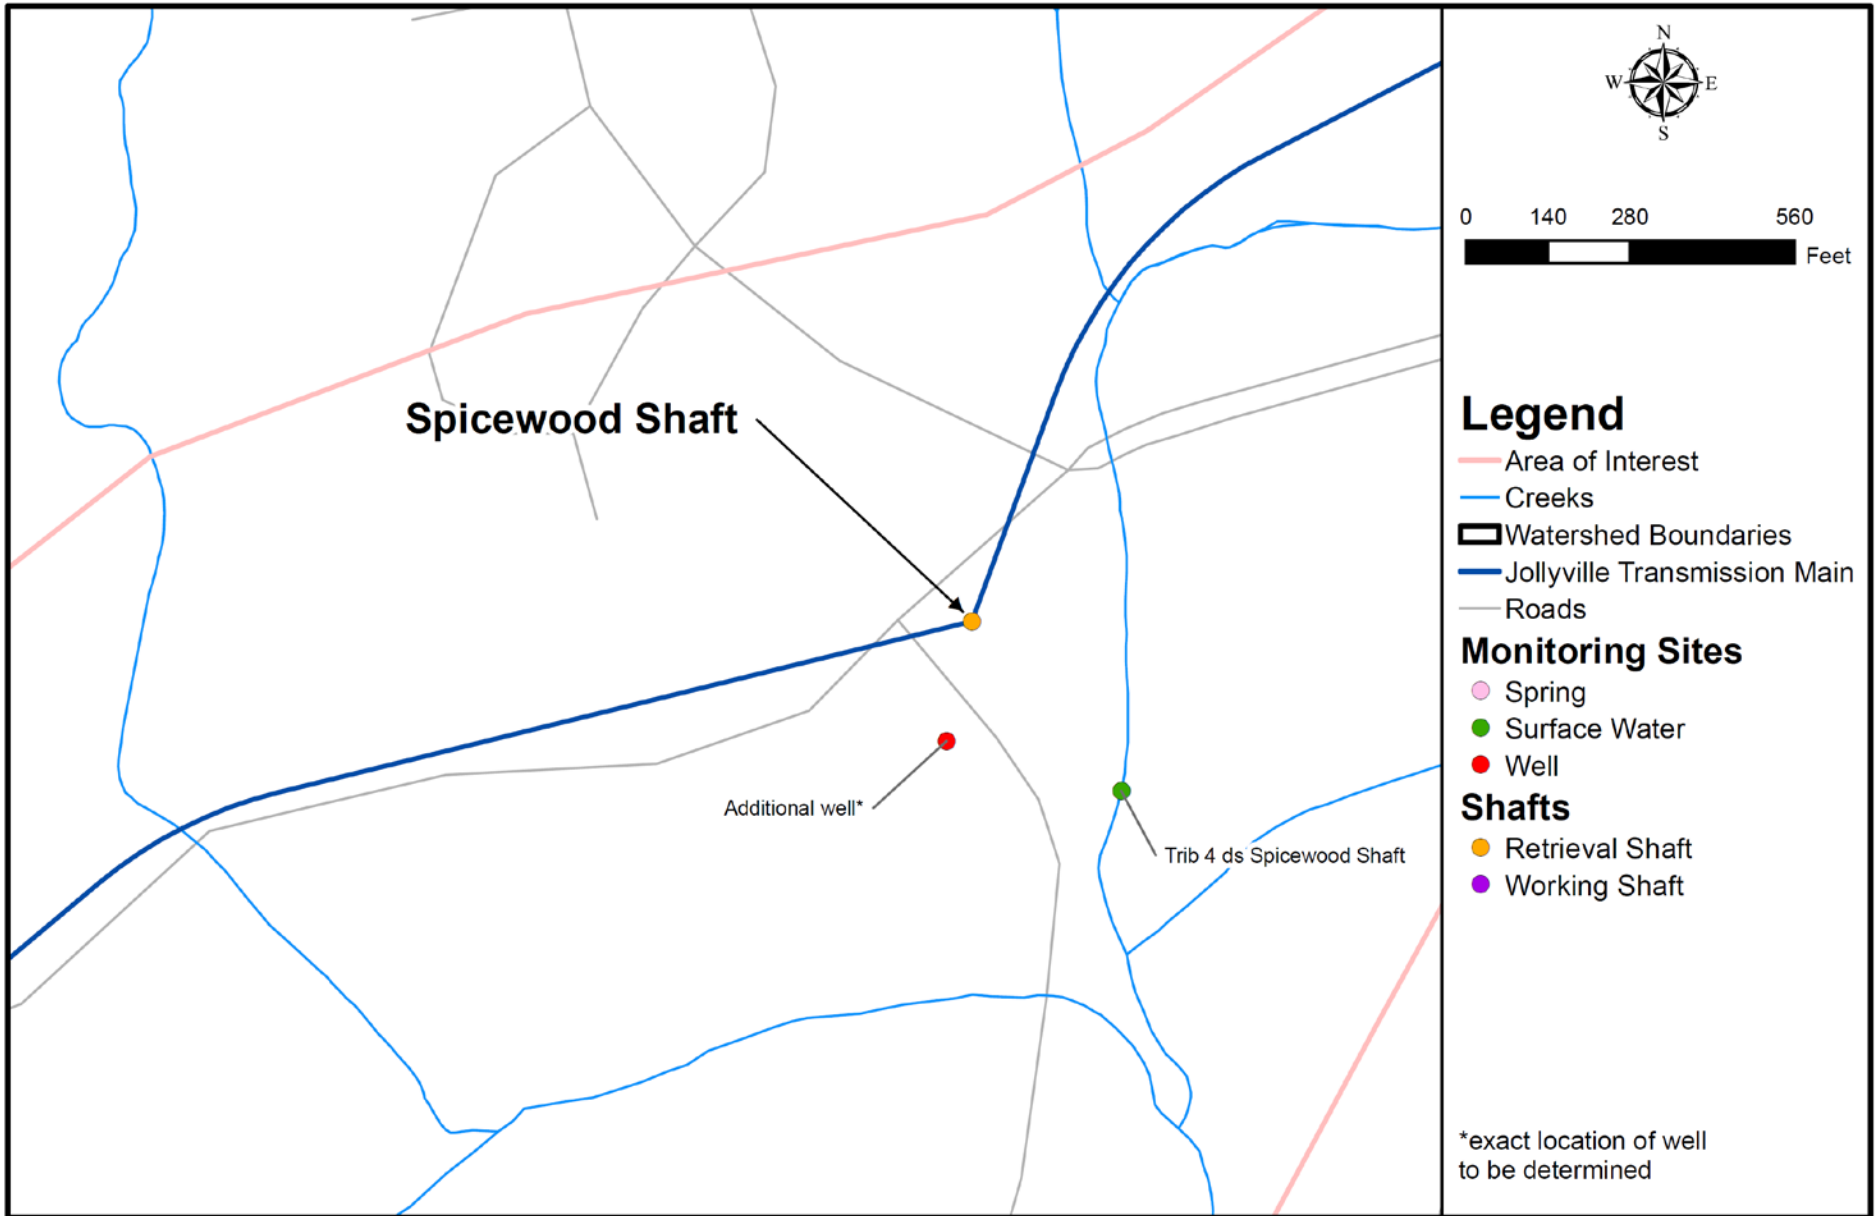 N
W E
S
0 140 280 560
Feet
Spicewood Shaft
Additional well*
Trib 4 ds Spicewood Shaft
Legend
Area of Interest
Creeks
Watershed Boundaries
Jollyville Transmission Main
Roads
Monitoring Sites
Spring
Surface Water
Well
Shafts
Retrieval Shaft
Working Shaft
*exact location of well
to be determined